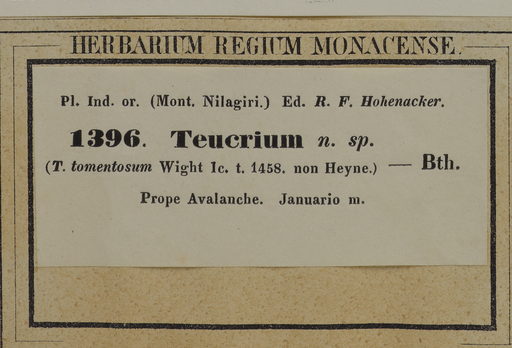 HERBARIUM REGIUM MONACENSE.
Pl. Ind. or. (Mont. Nilagiri.) Ed. R. F. Hohenacker.
1396. Teucrium n. sp.
(T. tomentosum Wight Ic. t. 1458. non Heyne.) — Bth.
Prope Avalanche. Januario m.